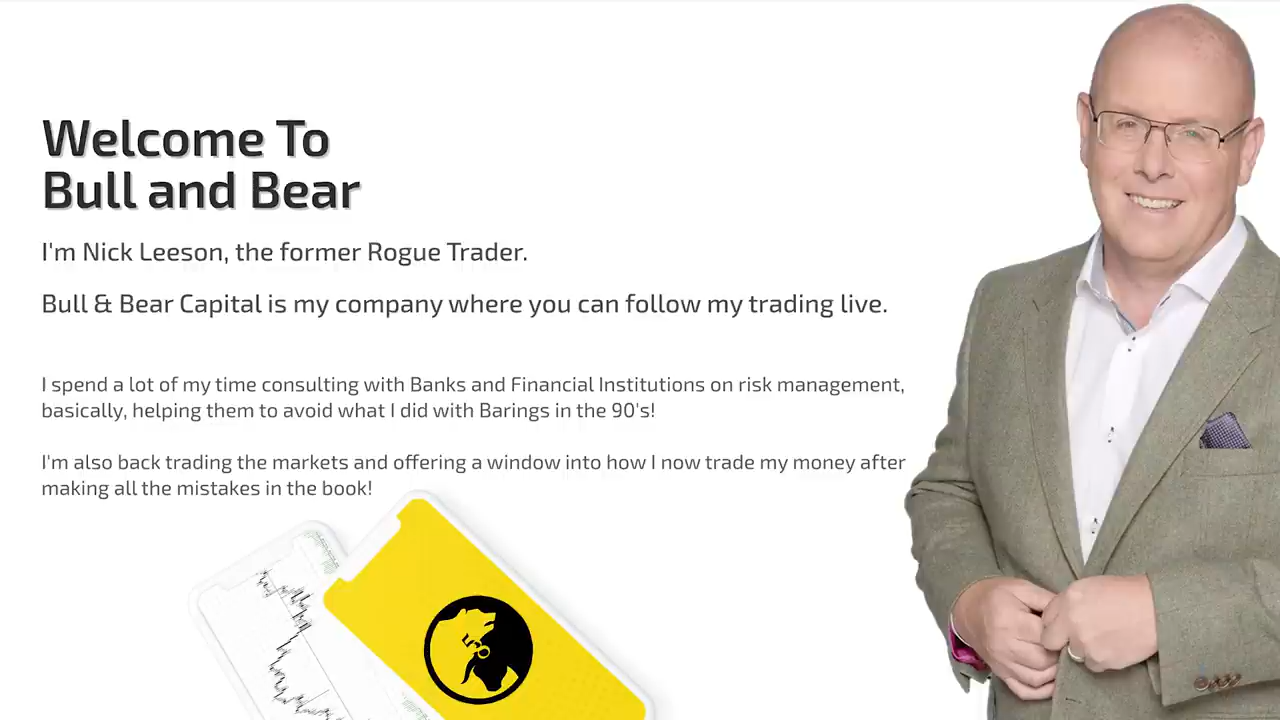 Welcome To
Bull and Bear
I'm Nick Leeson, the former Rogue Trader.
Bull & Bear Capital is my company where you can follow my trading live.
I spend a lot of my time consulting with Banks and Financial Institutions on risk management,
basically, helping them to avoid what I did with Barings in the 90's!
I'm also back trading the markets and offering a window into how I now trade my money after
making all the mistakes in the book!